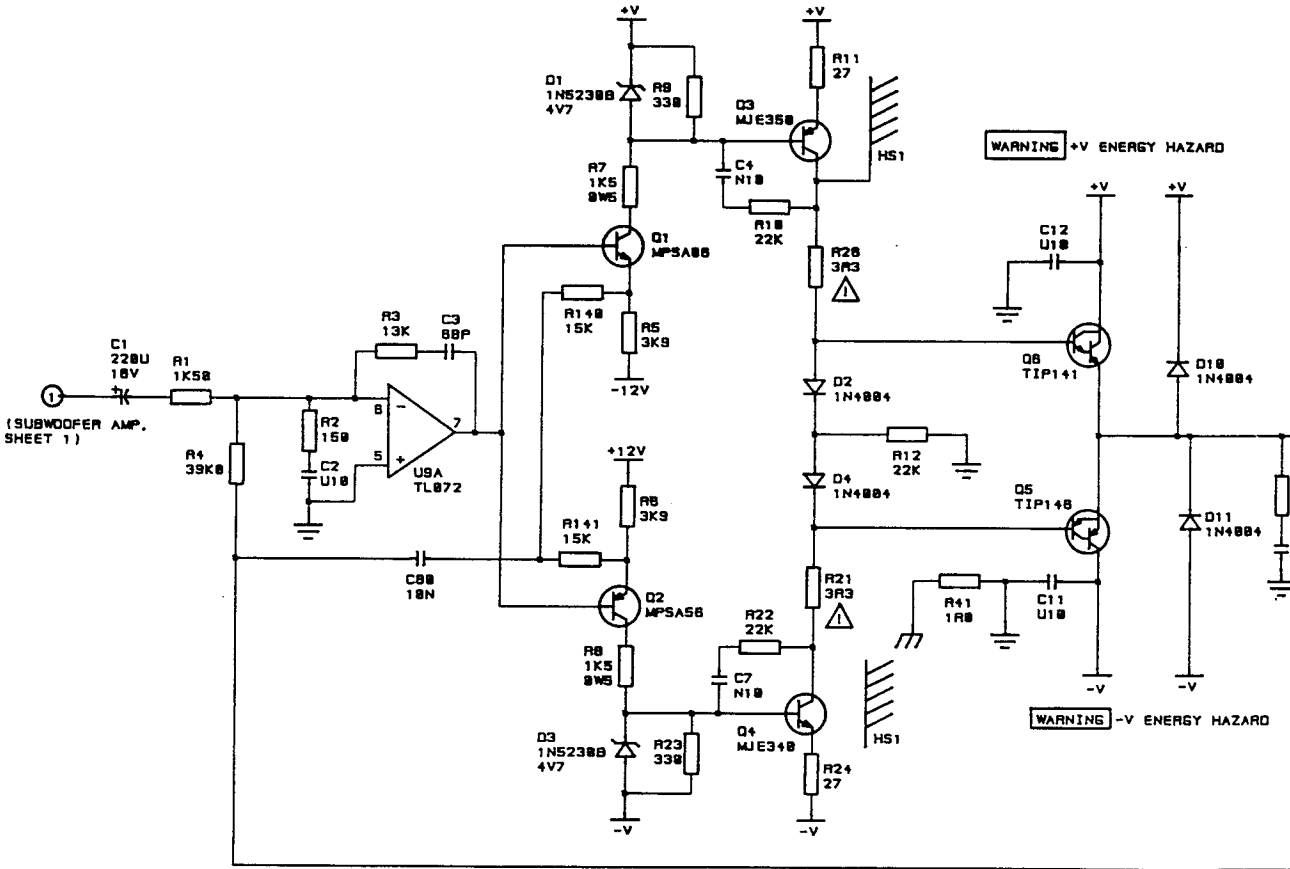 +V
+V
D1
1N5230B
4V7
R9
330
R11
27
Q3
MJE350
HS1
WARNING +V ENERGY HAZARD
R7
1K5
0W5
C4
N10
R10
22K
+V
+V
Q1
MPSA06
C12
U10
R26
3R3
!
R140
15K
R5
3K9
-12V
R3
13K
C3
68P
C1
220U
16V
R1
1K50
1
+
(SUBWOOFER AMP,
SHEET 1)
R4
39K0
R2
150
C2
U10
6
-
5
+
7
U9A
TL072
Q6
TIP141
D10
1N4004
D2
1N4004
R12
22K
D4
1N4004
+12V
R6
3K9
R141
15K
C80
10N
Q2
MPSA56
Q5
TIP146
D11
1N4004
R21
3R3
!
R41
1R0
C11
U10
R22
22K
R8
1K5
0W5
C7
N10
-V
-V
WARNING -V ENERGY HAZARD
HS1
Q4
MJE340
D3
1N5230B
4V7
R23
330
R24
27
-V
-V